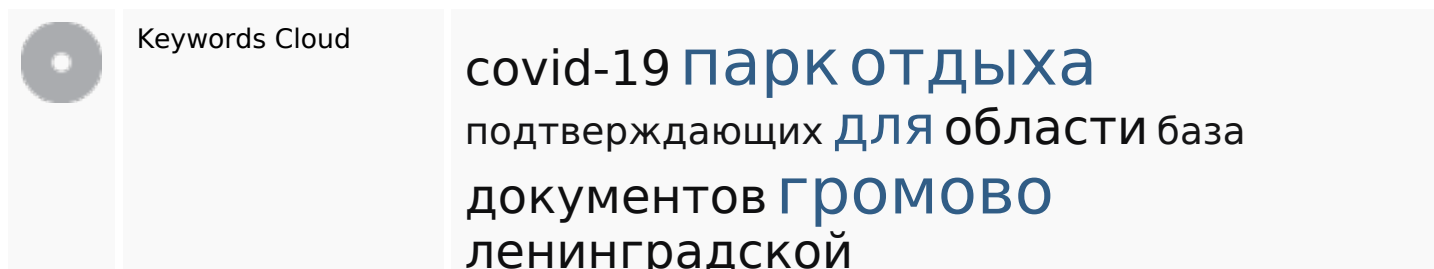 Keywords Cloud
covid-19 парк отдыха
подтверждающих для области база
документов громово
ленинградской